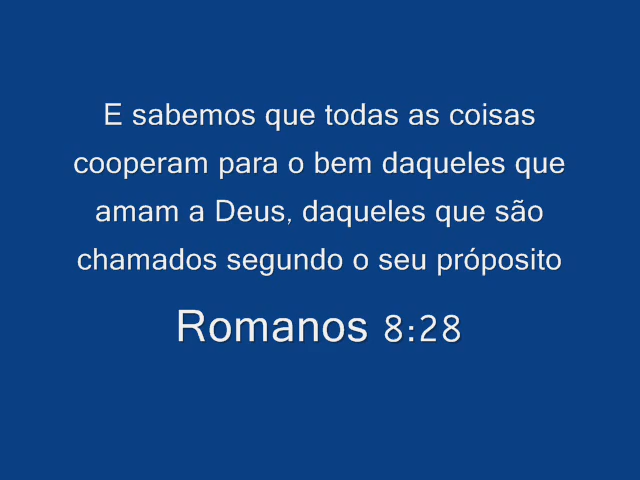 E sabemos que todas as coisas
cooperam para o bem daqueles que
amam a Deus, daqueles que são
chamados segundo o seu próposito
Romanos 8:28